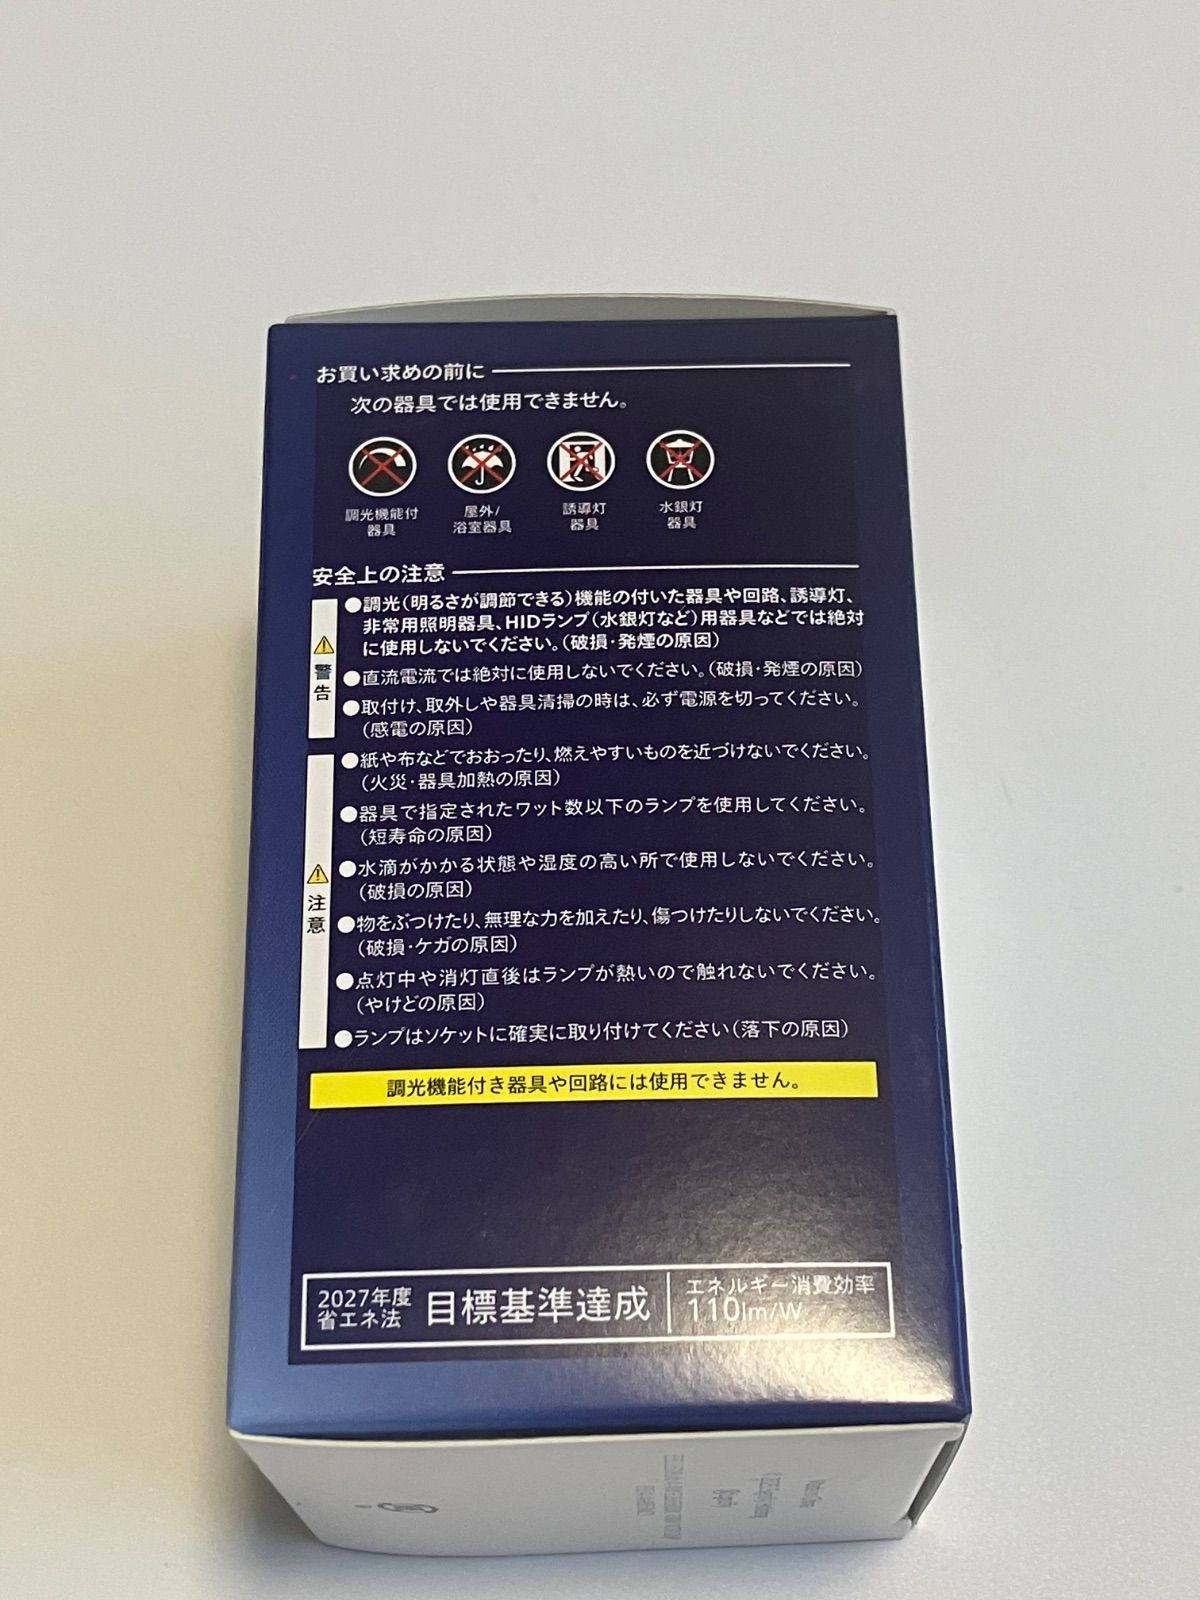 お買い求めの前に
次の器具では使用できません。
調光機能付
器具
屋外/
浴室器具
誘導灯
器具
水銀灯
器具
安全上の注意
警告
●調光(明るさが調節できる)機能の付いた器具や回路、誘導灯、
非常用照明器具、HIDランプ(水銀灯など)用器具などでは絶対
に使用しないでください。(破損・発煙の原因)
●直流電流では絶対に使用しないでください。(破損・発煙の原因)
●取付け、取外しや器具清掃の時は、必ず電源を切ってください。
(感電の原因)
注意
●紙や布などでおおったり、燃えやすいものを近づけないでください。
(火災・器具加熱の原因)
●器具で指定されたワット数以下のランプを使用してください。
(短寿命の原因)
●水滴がかかる状態や湿度の高い所で使用しないでください。
(破損の原因)
●物をぶつけたり、無理な力を加えたり、傷つけたりしないでください。
(破損・ケガの原因)
●点灯中や消灯直後はランプが熱いので触れないでください。
(やけどの原因)
●ランプはソケットに確実に取り付けてください(落下の原因)
調光機能付き器具や回路には使用できません。
2027年度
省エネ法
目標基準達成
エネルギー消費効率
110lm/W